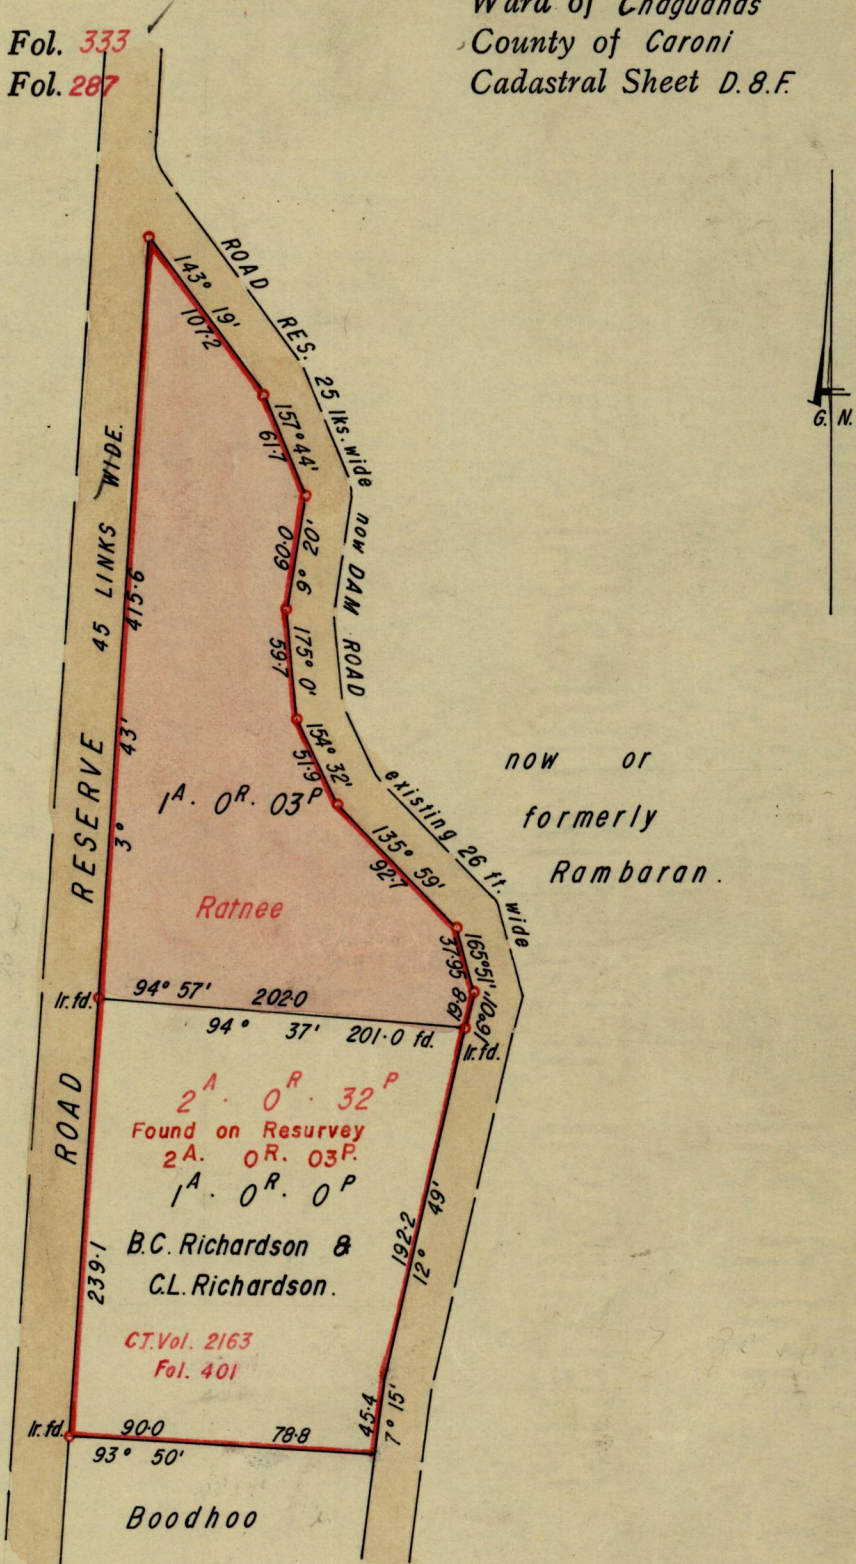 Ward of Chaguanas
Fol. 333
County of Caroni
Fol. 287
Cadastral Sheet D.8.F.
G. N.
ROAD RES. 25 lks. wide now DAM ROAD
existing 26 ft. wide
143° 19'
107.2
157° 44'
61.7
9° 20'
60.0
175° 0'
59.7
154° 32'
51.9
135° 59'
92.7
165° 51'
37.95
ROAD RESERVE 45 LINKS WIDE.
3° 43' 415.6
now or
formerly
Rambaran.
1A. 0R. 03P
Ratnee
Ir. fd.
94° 57' 202.0
94° 37' 201.0 fd.
Ir. fd.
2A. 0R. 32P
Found on Resurvey
2A. 0R. 03P.
1A. 0R. 0P
B.C. Richardson &
C.L. Richardson.
C.T. Vol. 2163
Fol. 401
239.1
192.2
12° 49'
45.4
7° 15'
Ir. fd.
90.0 78.8
93° 50'
Boodhoo